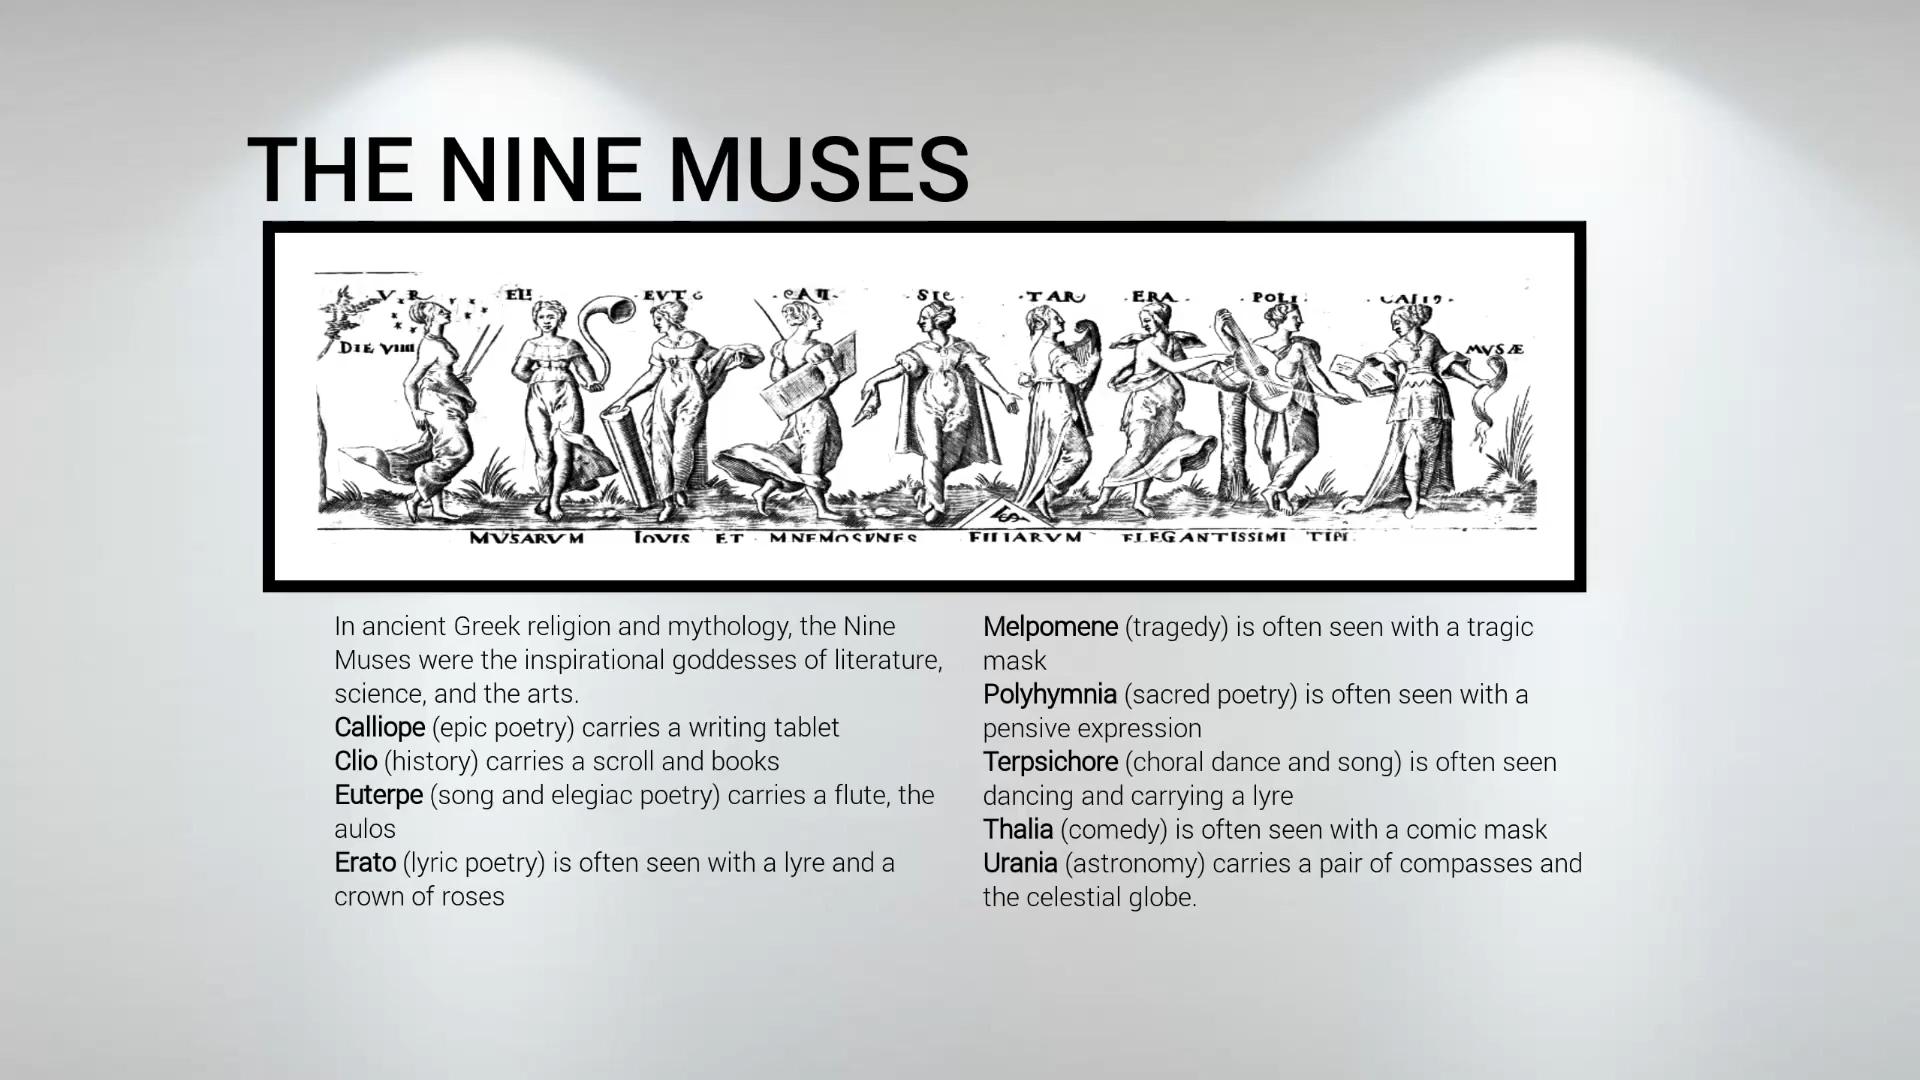 THE NINE MUSES
DIE VIIII
MVSÆ
MVSARVM IOVIS ET MNEMOSYNES FILIARVM ELEGANTISSIMI TIPI
In ancient Greek religion and mythology, the Nine
Muses were the inspirational goddesses of literature,
science, and the arts.
Calliope (epic poetry) carries a writing tablet
Clio (history) carries a scroll and books
Euterpe (song and elegiac poetry) carries a flute, the
aulos
Erato (lyric poetry) is often seen with a lyre and a
crown of roses
Melpomene (tragedy) is often seen with a tragic
mask
Polyhymnia (sacred poetry) is often seen with a
pensive expression
Terpsichore (choral dance and song) is often seen
dancing and carrying a lyre
Thalia (comedy) is often seen with a comic mask
Urania (astronomy) carries a pair of compasses and
the celestial globe.